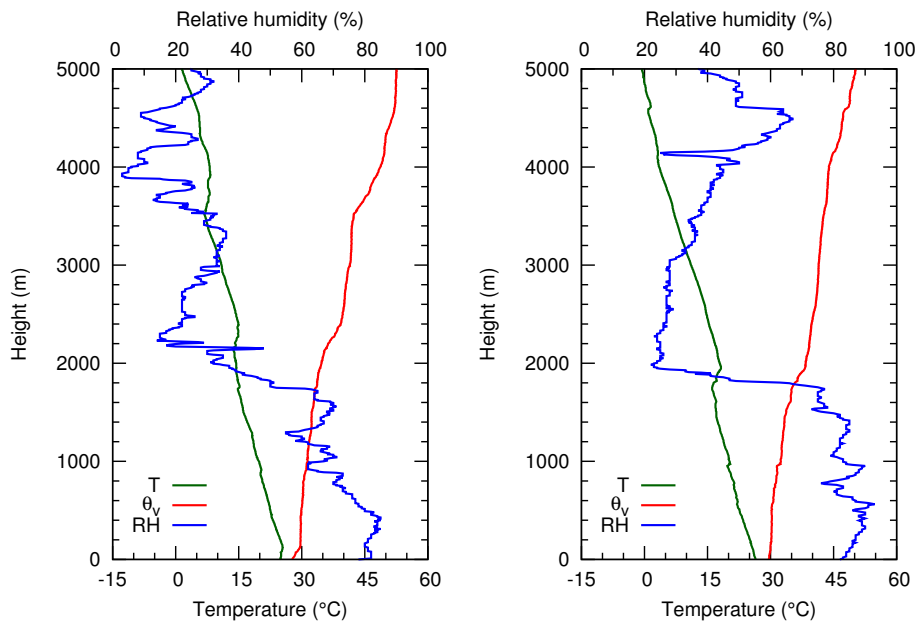 Relative humidity (%)
0 20 40 60 80 100
5000
4000
3000
2000
1000
0
Height (m)
T
θv
RH
-15 0 15 30 45 60
Temperature (°C)
Relative humidity (%)
0 20 40 60 80 100
5000
4000
3000
2000
1000
0
Height (m)
T
θv
RH
-15 0 15 30 45 60
Temperature (°C)